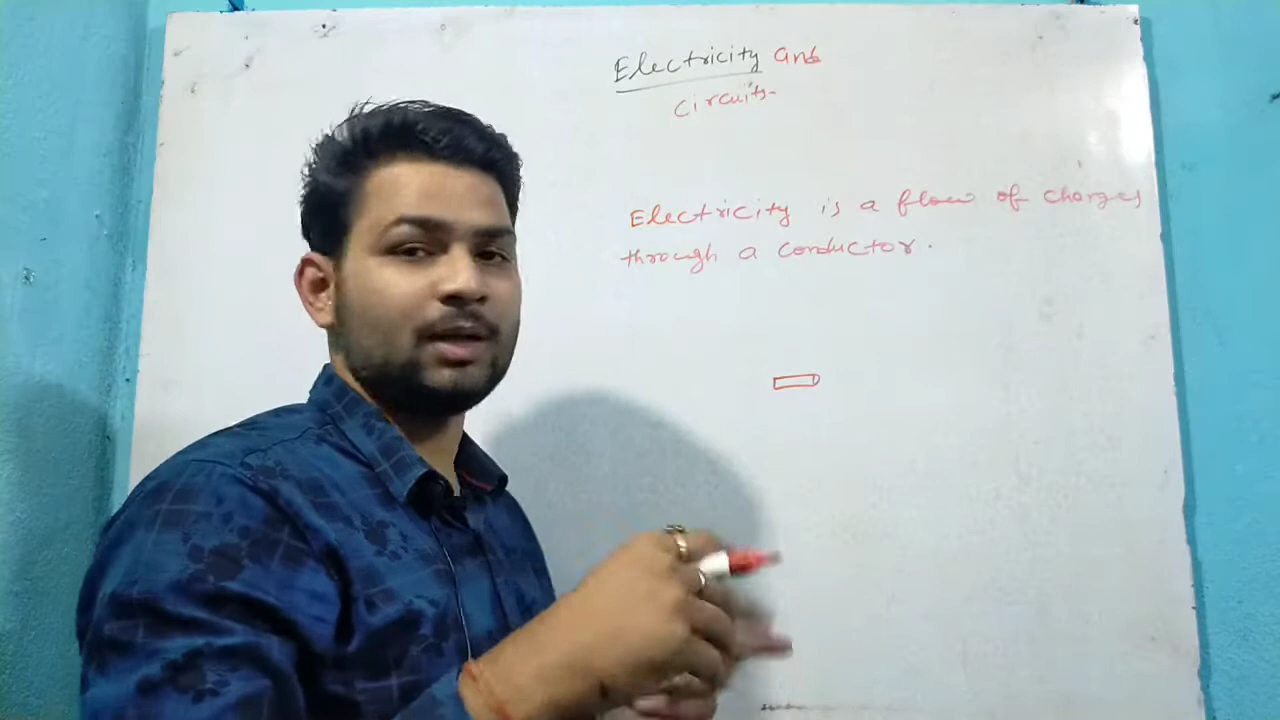 Electricity and
Circuits.
Electricity is a flow of charges
through a conductor.